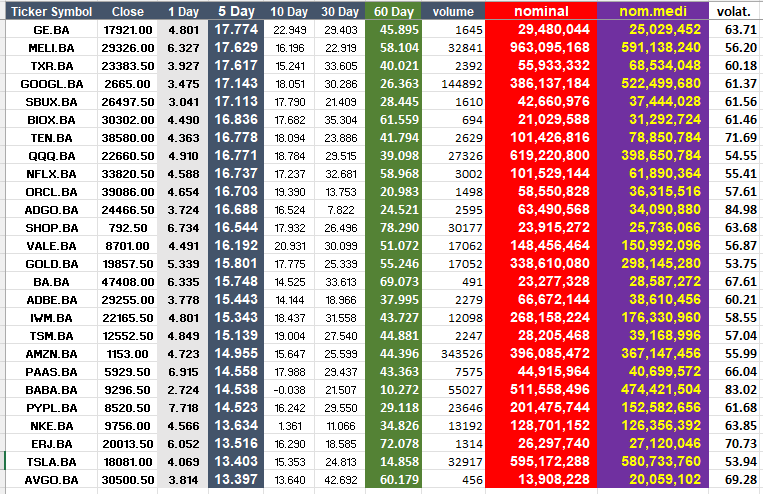 Ticker Symbol Close 1 Day 5 Day 10 Day 30 Day 60 Day volume nominal nom.medi volat.
GE.BA 17921.00 4.801 17.774 22.949 29.403 45.895 1645 29,480,044 25,029,452 63.71
MELI.BA 29326.00 6.327 17.629 16.196 22.919 58.104 32841 963,095,168 591,138,240 56.20
TXR.BA 23383.50 3.927 17.617 15.241 33.605 40.021 2392 55,933,332 68,534,048 60.18
GOOGL.BA 2665.00 3.475 17.143 18.051 30.286 26.363 144892 386,137,184 522,499,680 61.37
SBUX.BA 26497.50 3.041 17.113 17.790 21.409 28.445 1610 42,660,976 37,444,028 61.56
BIOX.BA 30302.00 4.490 16.836 17.682 35.304 61.559 694 21,029,588 31,292,724 61.46
TEN.BA 38580.00 4.363 16.778 18.094 23.886 41.794 2629 101,426,816 78,850,784 71.69
QQQ.BA 22660.50 4.910 16.771 18.784 29.515 39.098 27326 619,220,800 398,650,784 54.55
NFLX.BA 33820.50 4.588 16.737 17.237 32.681 58.968 3002 101,529,144 61,890,364 55.41
ORCL.BA 39086.00 4.654 16.703 19.390 13.753 20.983 1498 58,550,828 36,315,516 57.61
ADGO.BA 24466.50 3.724 16.688 16.524 7.822 24.521 2595 63,490,568 34,090,880 84.98
SHOP.BA 792.50 6.734 16.544 17.932 26.496 78.290 30177 23,915,272 25,736,066 63.68
VALE.BA 8701.00 4.491 16.192 20.931 30.099 51.072 17062 148,456,464 150,992,096 56.87
GOLD.BA 19857.50 5.339 15.801 17.775 25.339 55.246 17052 338,610,080 298,145,280 53.75
BA.BA 47408.00 6.335 15.748 14.525 33.613 69.073 491 23,277,328 28,587,272 67.61
ADBE.BA 29255.00 3.778 15.443 14.144 18.966 37.995 2279 66,672,144 38,610,456 60.21
IWM.BA 22165.50 4.801 15.343 18.437 31.558 43.727 12098 268,158,224 176,330,960 58.55
TSM.BA 12552.50 4.849 15.139 19.004 27.540 44.881 2247 28,205,468 39,168,996 57.04
AMZN.BA 1153.00 4.723 14.955 15.647 25.599 44.396 343526 396,085,472 367,147,456 55.99
PAAS.BA 5929.50 6.915 14.558 17.988 29.437 43.363 7575 44,915,964 40,699,572 66.04
BABA.BA 9296.50 2.724 14.538 -0.038 21.507 10.272 55027 511,558,496 474,421,504 83.02
PYPL.BA 8520.50 7.718 14.523 16.242 29.550 29.118 23646 201,475,744 152,582,656 61.68
NKE.BA 9756.00 4.566 13.634 1.361 11.066 34.826 13192 128,701,152 126,356,392 63.85
ERJ.BA 20013.50 6.052 13.516 16.290 18.585 72.078 1314 26,297,740 27,120,046 70.73
TSLA.BA 18081.00 4.069 13.403 15.353 24.813 14.858 32917 595,172,288 580,733,760 53.94
AVGO.BA 30500.50 3.814 13.397 13.640 42.692 60.179 456 13,908,228 20,059,102 69.28